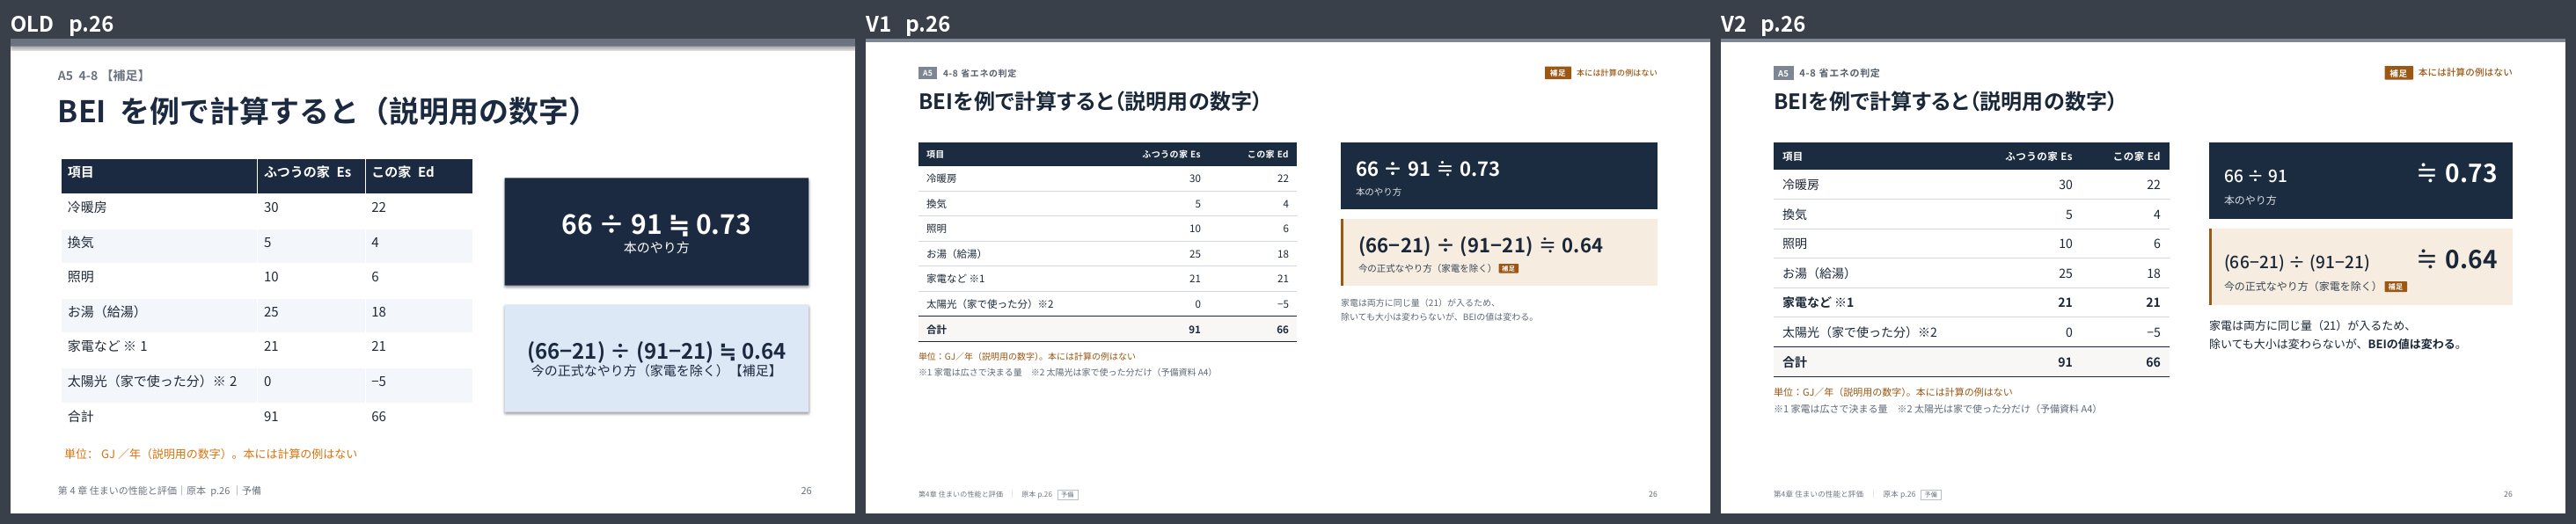 OLD p.26
A5 4-8【補足】
BEI を例で計算すると（説明用の数字）
項目 ふつうの家 Es この家 Ed
冷暖房 30 22
換気 5 4
照明 10 6
お湯（給湯） 25 18
家電など ※ 1 21 21
太陽光（家で使った分）※ 2 0 −5
合計 91 66
66 ÷ 91 ≒ 0.73
本のやり方
(66−21) ÷ (91−21) ≒ 0.64
今の正式なやり方（家電を除く）【補足】
単位： GJ ／年（説明用の数字）。本には計算の例はない
第 4 章 住まいの性能と評価｜原本 p.26 ｜予備
26
V1 p.26
A5 4-8 省エネの判定
補足 本には計算の例はない
BEIを例で計算すると（説明用の数字）
項目 ふつうの家 Es この家 Ed
冷暖房 30 22
換気 5 4
照明 10 6
お湯（給湯） 25 18
家電など ※1 21 21
太陽光（家で使った分）※2 0 −5
合計 91 66
66 ÷ 91 ≒ 0.73
本のやり方
(66−21) ÷ (91−21) ≒ 0.64
今の正式なやり方（家電を除く） 補足
家電は両方に同じ量（21）が入るため、
除いても大小は変わらないが、BEIの値は変わる。
単位：GJ／年（説明用の数字）。本には計算の例はない
※1 家電は広さで決まる量 ※2 太陽光は家で使った分だけ（予備資料 A4）
第4章 住まいの性能と評価 | 原本 p.26 予備
26
V2 p.26
A5 4-8 省エネの判定
補足 本には計算の例はない
BEIを例で計算すると（説明用の数字）
項目 ふつうの家 Es この家 Ed
冷暖房 30 22
換気 5 4
照明 10 6
お湯（給湯） 25 18
家電など ※1 21 21
太陽光（家で使った分）※2 0 −5
合計 91 66
66 ÷ 91 ≒ 0.73
本のやり方
(66−21) ÷ (91−21) ≒ 0.64
今の正式なやり方（家電を除く） 補足
家電は両方に同じ量（21）が入るため、
除いても大小は変わらないが、BEIの値は変わる。
単位：GJ／年（説明用の数字）。本には計算の例はない
※1 家電は広さで決まる量 ※2 太陽光は家で使った分だけ（予備資料 A4）
第4章 住まいの性能と評価 | 原本 p.26 予備
26